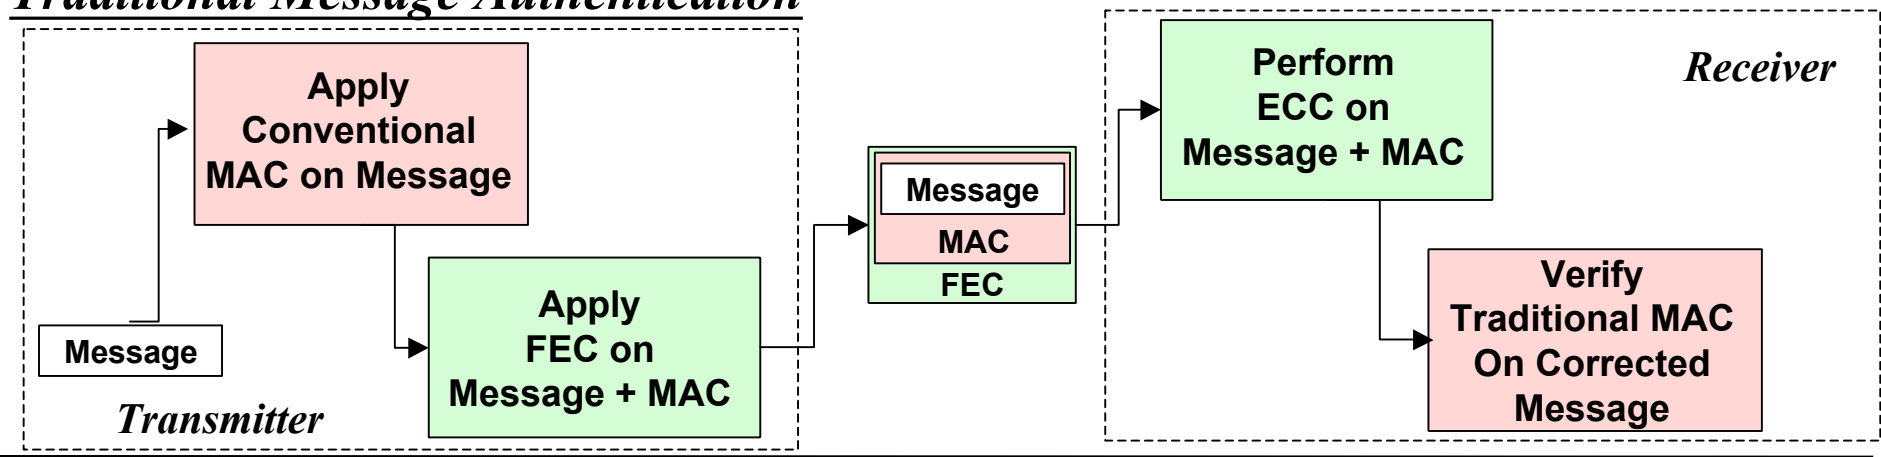 Traditional Message Authentication
Apply
Conventional
MAC on Message
Message
Transmitter
Apply
FEC on
Message + MAC
Message
MAC
FEC
Perform
ECC on
Message + MAC
Receiver
Verify
Traditional MAC
On Corrected
Message